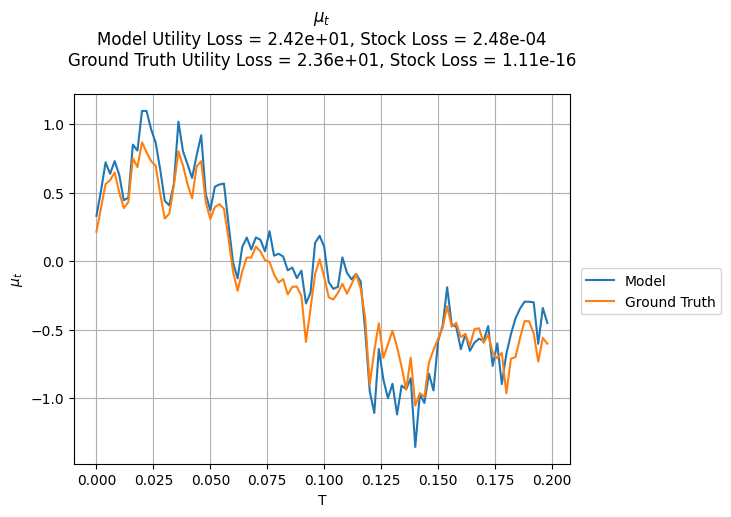 μt
Model Utility Loss = 2.42e+01, Stock Loss = 2.48e-04
Ground Truth Utility Loss = 2.36e+01, Stock Loss = 1.11e-16
1.0
0.5
0.0
−0.5
−1.0
μt
0.000 0.025 0.050 0.075 0.100 0.125 0.150 0.175 0.200
T
Model
Ground Truth